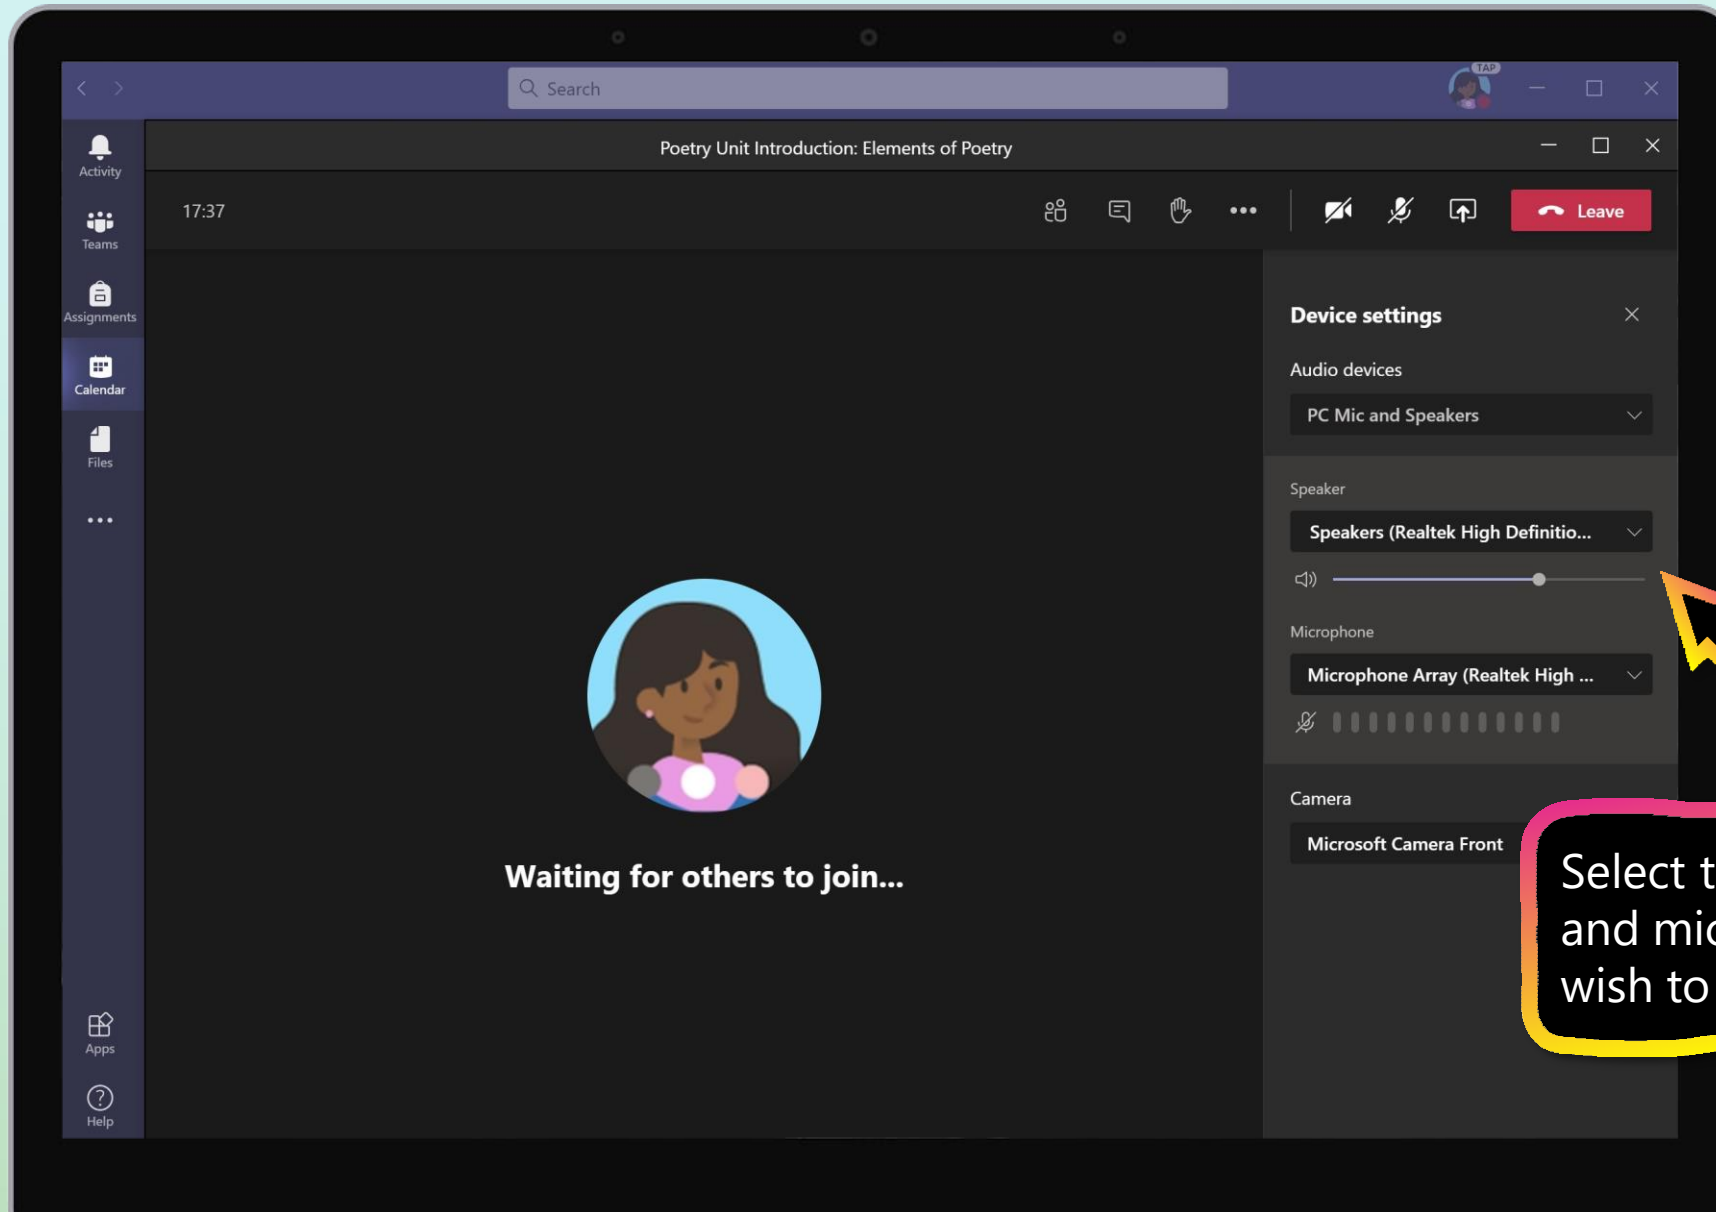 Search
TAP
Activity
Teams
Assignments
Calendar
Files
Apps
Help
Poetry Unit Introduction: Elements of Poetry
17:37
Leave
Waiting for others to join...
Device settings
Audio devices
PC Mic and Speakers
Speaker
Speakers (Realtek High Definitio...
Microphone
Microphone Array (Realtek High ...
Camera
Microsoft Camera Front
Select
and
wish to